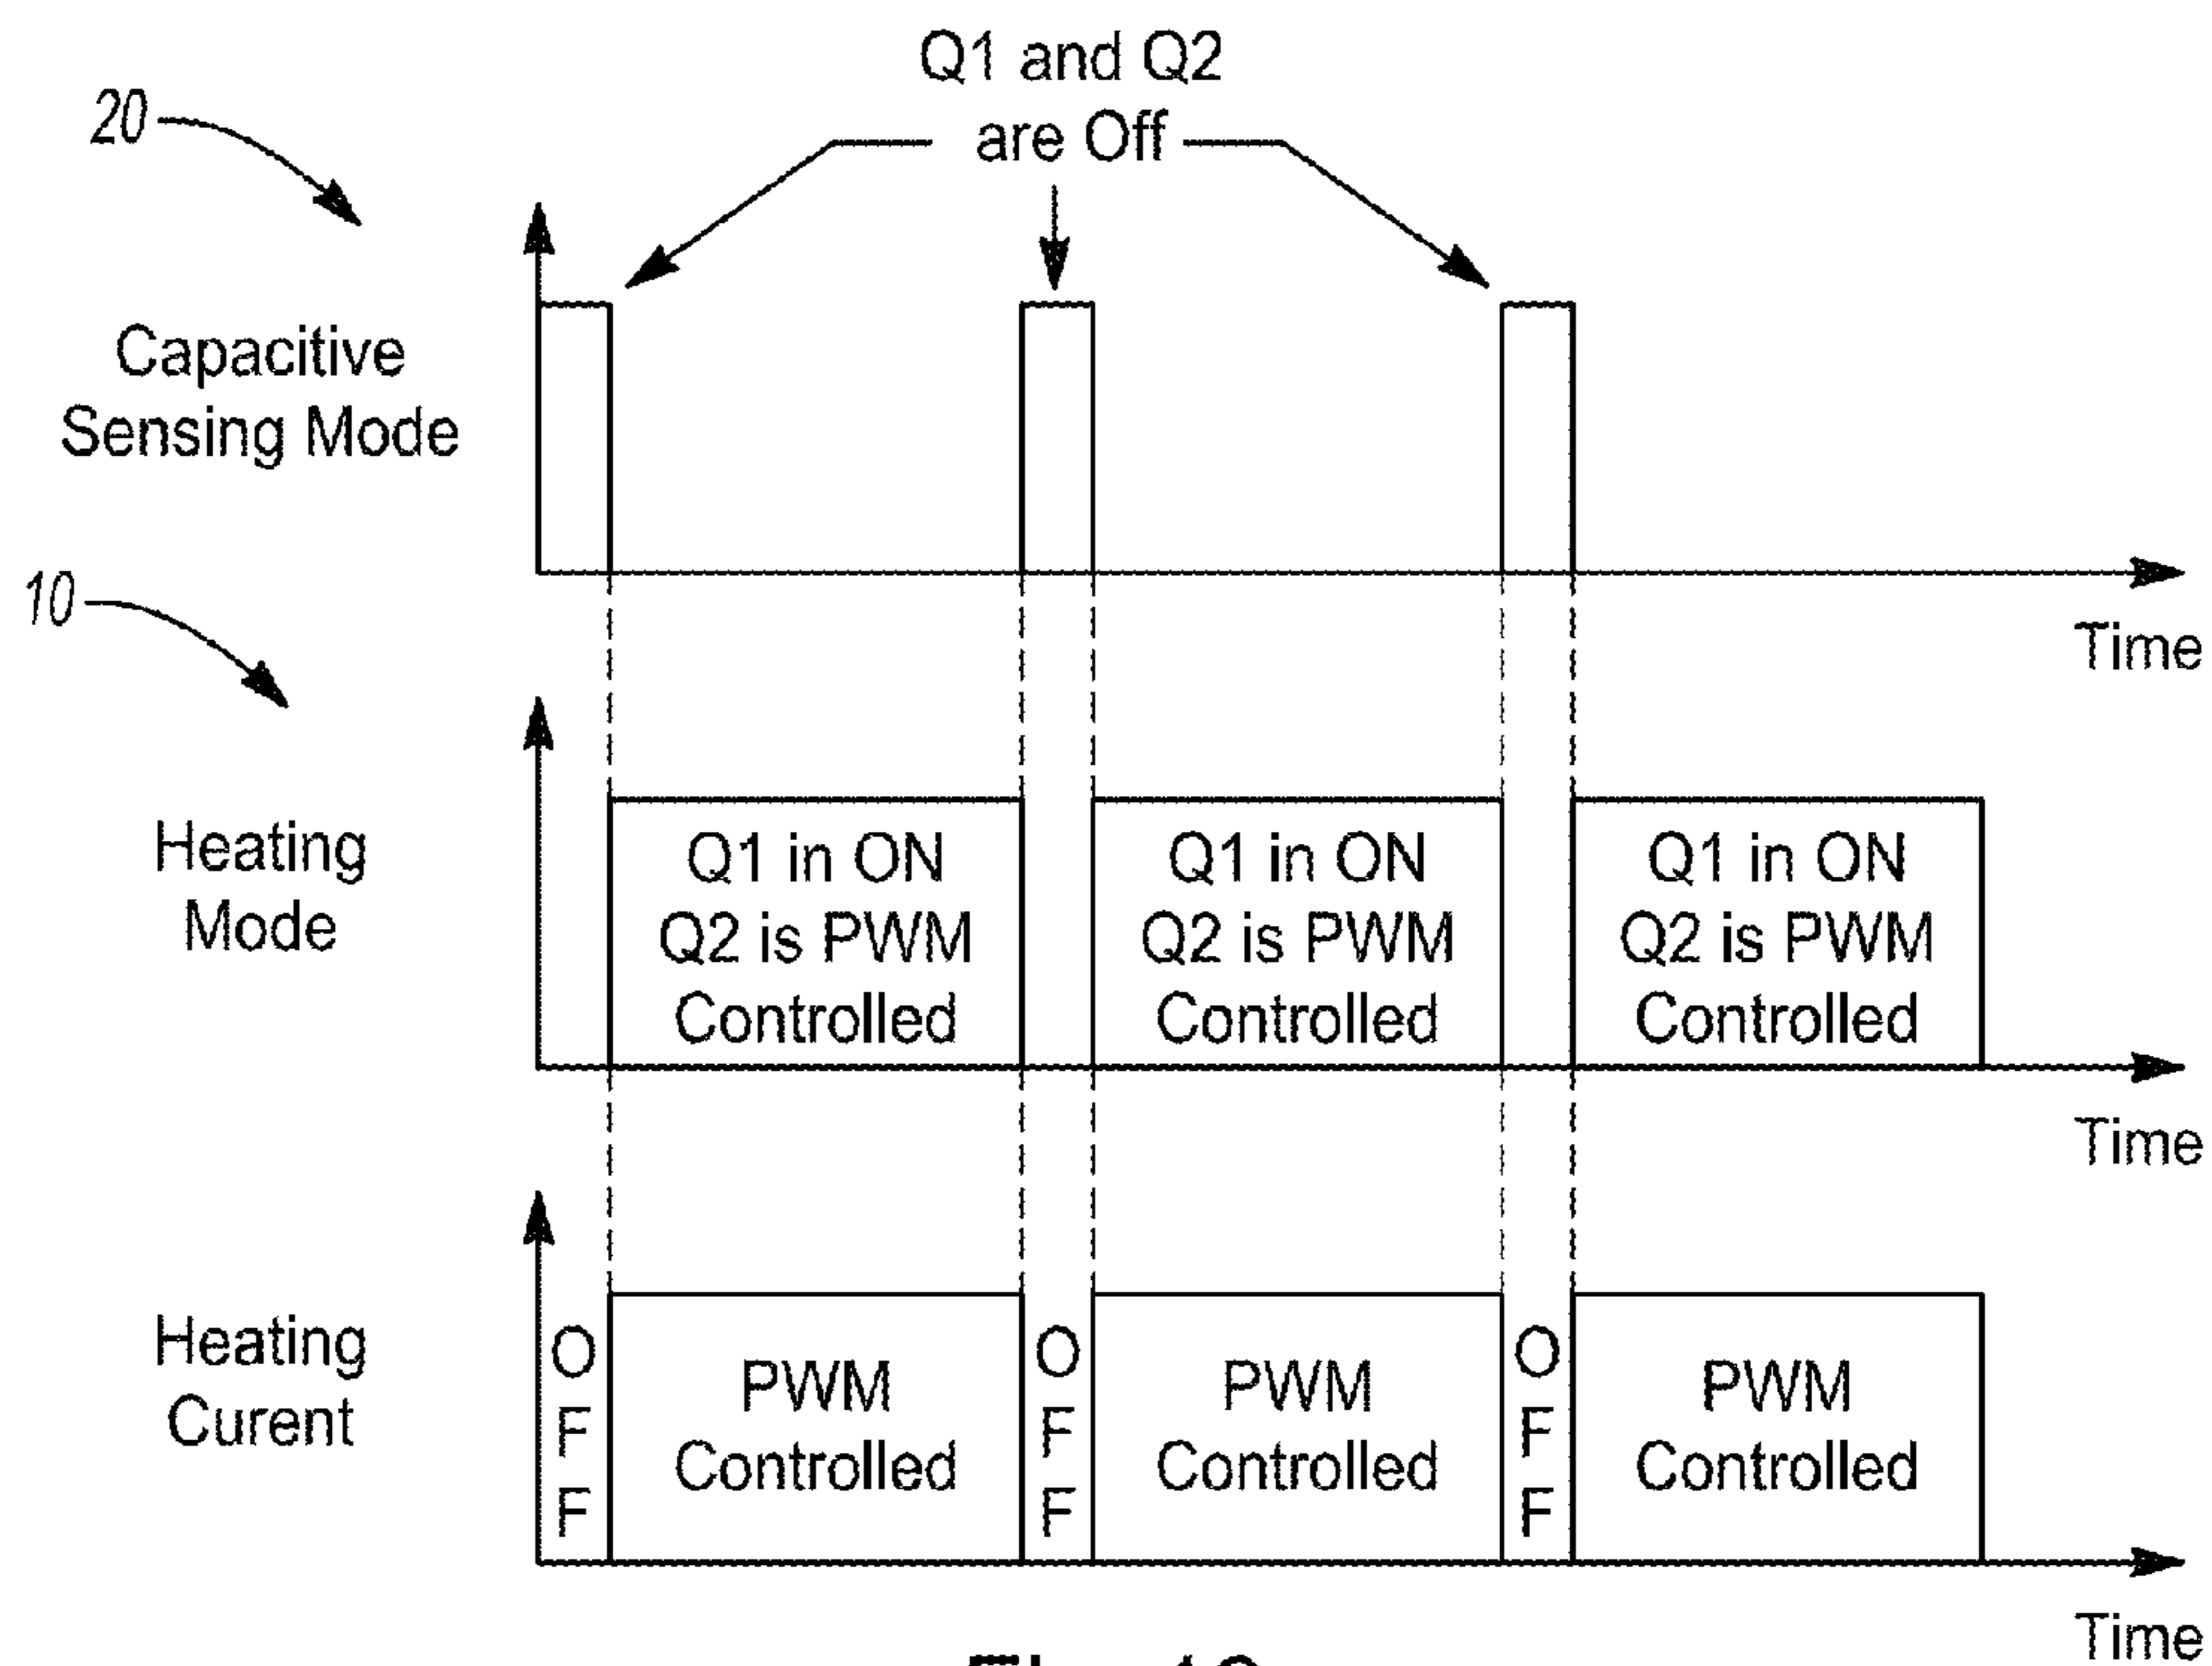 Q1 and Q2
are Off
20
Capacitive
Sensing Mode
Time
10
Heating
Mode
Q1 in ON
Q2 is PWM
Controlled
Q1 in ON
Q2 is PWM
Controlled
Q1 in ON
Q2 is PWM
Controlled
Time
Heating
Curent
O
F
F
PWM
Controlled
O
F
F
PWM
Controlled
O
F
F
PWM
Controlled
Time